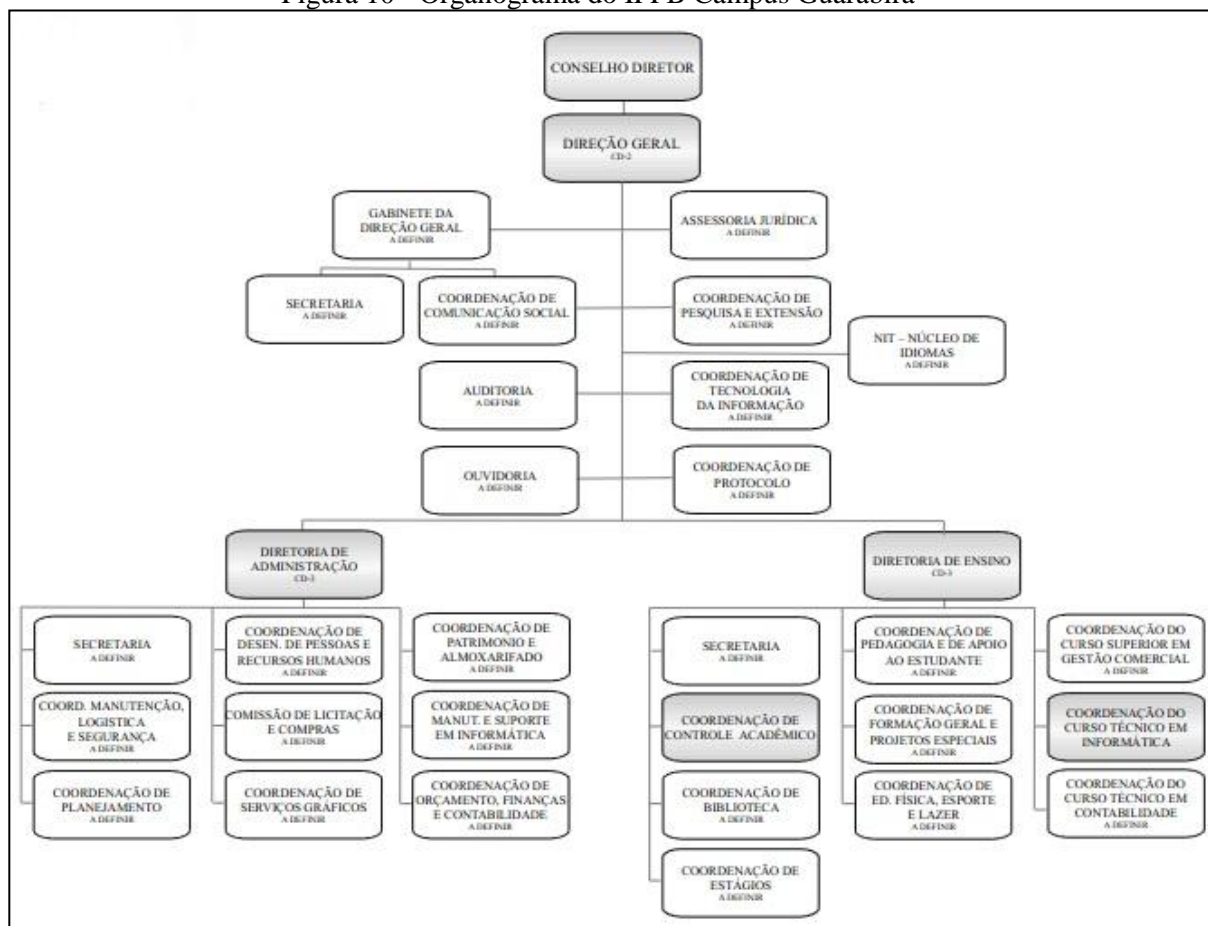 Figura 10 - Organograma do IFPB Campus Guarabira
CONSELHO DIRETOR
DIREÇÃO GERAL
CD-2
GABINETE DA
DIREÇÃO GERAL
A DEFINIR
ASSESSORIA JURÍDICA
A DEFINIR
SECRETARIA
A DEFINIR
COORDENAÇÃO DE
COMUNICAÇÃO SOCIAL
A DEFINIR
COORDENAÇÃO DE
PESQUISA E EXTENSÃO
A DEFINIR
NIT – NÚCLEO DE
IDIOMAS
A DEFINIR
AUDITORIA
A DEFINIR
COORDENAÇÃO DE
TECNOLOGIA
DA INFORMAÇÃO
A DEFINIR
OUVIDORIA
A DEFINIR
COORDENAÇÃO DE
PROTOCOLO
A DEFINIR
DIRETORIA DE
ADMINISTRAÇÃO
CD-3
DIRETORIA DE ENSINO
CD-3
SECRETARIA
A DEFINIR
COORDENAÇÃO DE
DESEN. DE PESSOAS E
RECURSOS HUMANOS
A DEFINIR
COORDENAÇÃO DE
PATRIMONIO E
ALMOXARIFADO
A DEFINIR
COORD. MANUTENÇÃO,
LOGISTICA
E SEGURANÇA
A DEFINIR
COMISSÃO DE LICITAÇÃO
E COMPRAS
A DEFINIR
COORDENAÇÃO DE
MANUT. E SUPORTE
EM INFORMÁTICA
A DEFINIR
COORDENAÇÃO DE
PLANEJAMENTO
A DEFINIR
COORDENAÇÃO DE
SERVIÇOS GRÁFICOS
A DEFINIR
COORDENAÇÃO DE
ORÇAMENTO, FINANÇAS
E CONTABILIDADE
A DEFINIR
SECRETARIA
A DEFINIR
COORDENAÇÃO DE
PEDAGOGIA E DE APOIO
AO ESTUDANTE
A DEFINIR
COORDENAÇÃO DO
CURSO SUPERIOR EM
GESTÃO COMERCIAL
A DEFINIR
COORDENAÇÃO DE
CONTROLE ACADÊMICO
COORDENAÇÃO DE
FORMAÇÃO GERAL E
PROJETOS ESPECIAIS
A DEFINIR
COORDENAÇÃO DO
CURSO TÉCNICO EM
INFORMÁTICA
COORDENAÇÃO DE
BIBLIOTECA
A DEFINIR
COORDENAÇÃO DE
ED. FÍSICA, ESPORTE
E LAZER
A DEFINIR
COORDENAÇÃO DO
CURSO TÉCNICO EM
CONTABILIDADE
A DEFINIR
COORDENAÇÃO DE
ESTÁGIOS
A DEFINIR